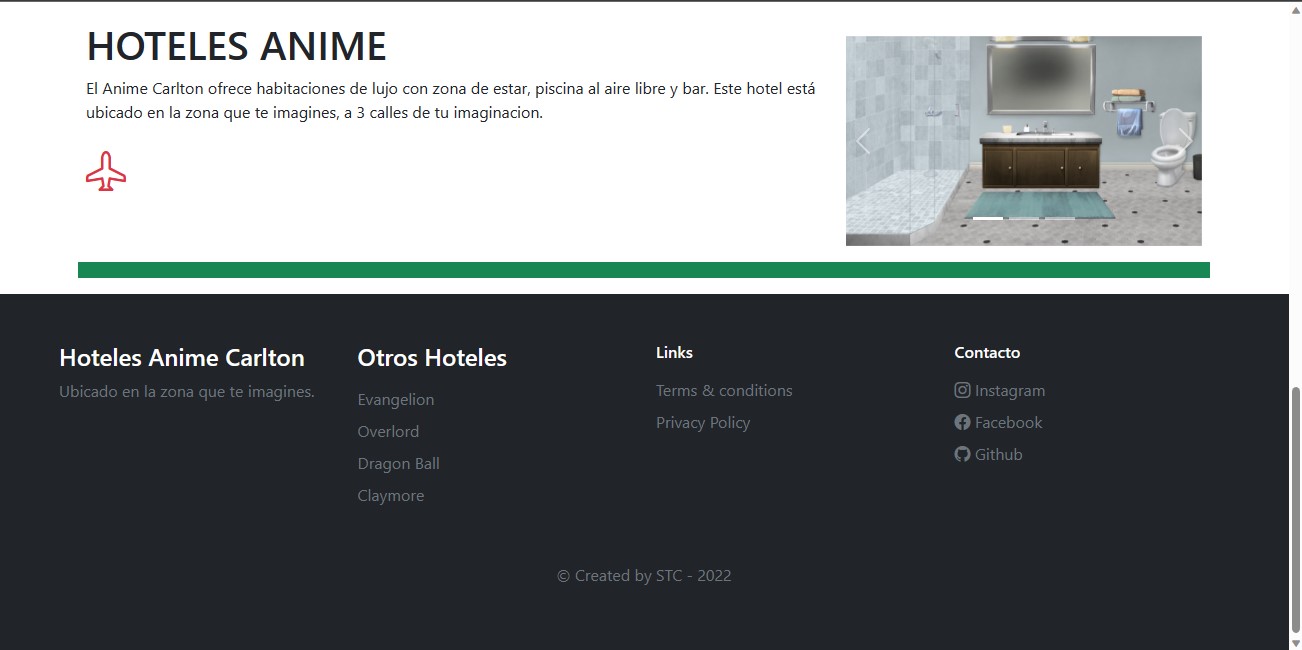 HOTELES ANIME
El Anime Carlton ofrece habitaciones de lujo con zona de estar, piscina al aire libre y bar. Este hotel está
ubicado en la zona que te imagines, a 3 calles de tu imaginacion.
Hoteles Anime Carlton
Ubicado en la zona que te imagines.
Otros Hoteles
Evangelion
Overlord
Dragon Ball
Claymore
Links
Terms & conditions
Privacy Policy
Contacto
Instagram
Facebook
Github
© Created by STC - 2022